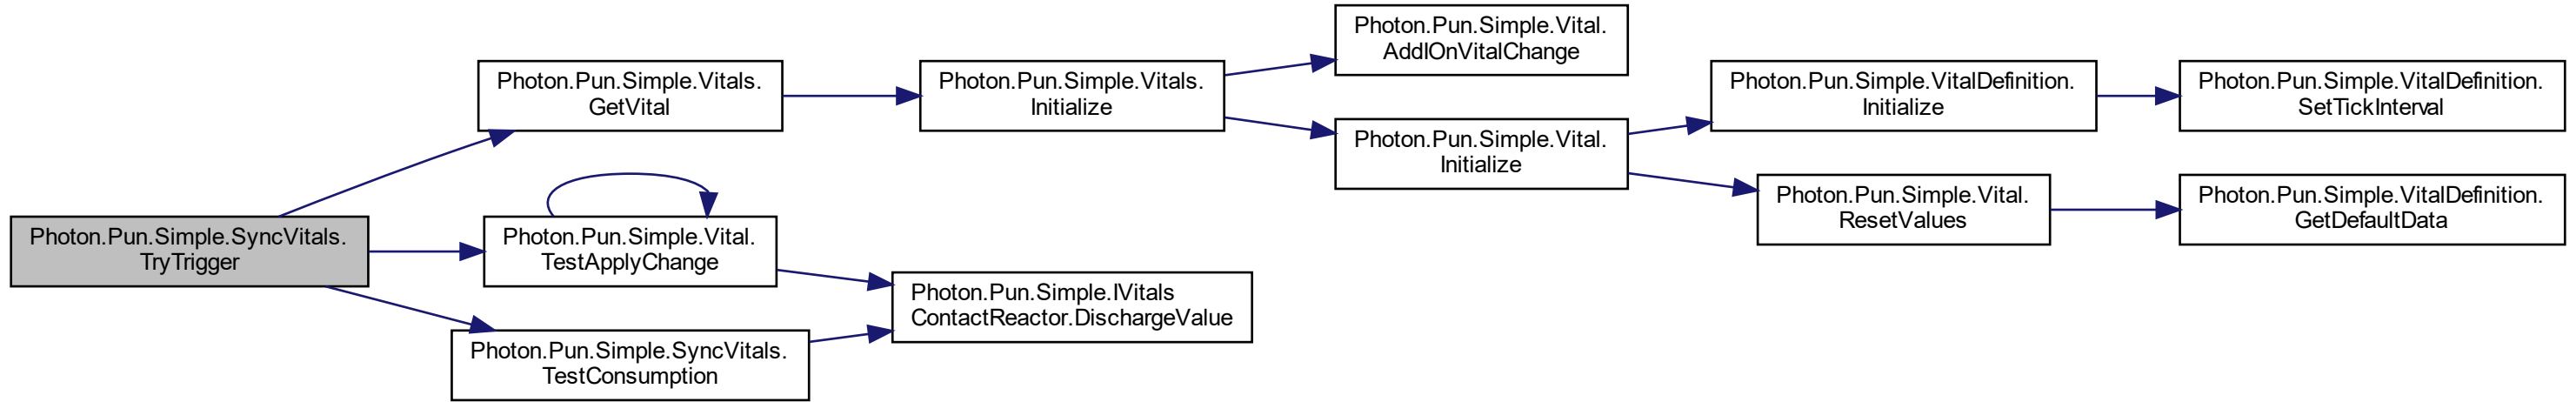 Photon.Pun.Simple.SyncVitals.
TryTrigger
Photon.Pun.Simple.Vitals.
GetVital
Photon.Pun.Simple.Vital.
TestApplyChange
Photon.Pun.Simple.SyncVitals.
TestConsumption
Photon.Pun.Simple.Vitals.
Initialize
Photon.Pun.Simple.IVitals
ContactReactor.DischargeValue
Photon.Pun.Simple.Vital.
AddIOnVitalChange
Photon.Pun.Simple.Vital.
Initialize
Photon.Pun.Simple.VitalDefinition.
Initialize
Photon.Pun.Simple.Vital.
ResetValues
Photon.Pun.Simple.VitalDefinition.
SetTickInterval
Photon.Pun.Simple.VitalDefinition.
GetDefaultData